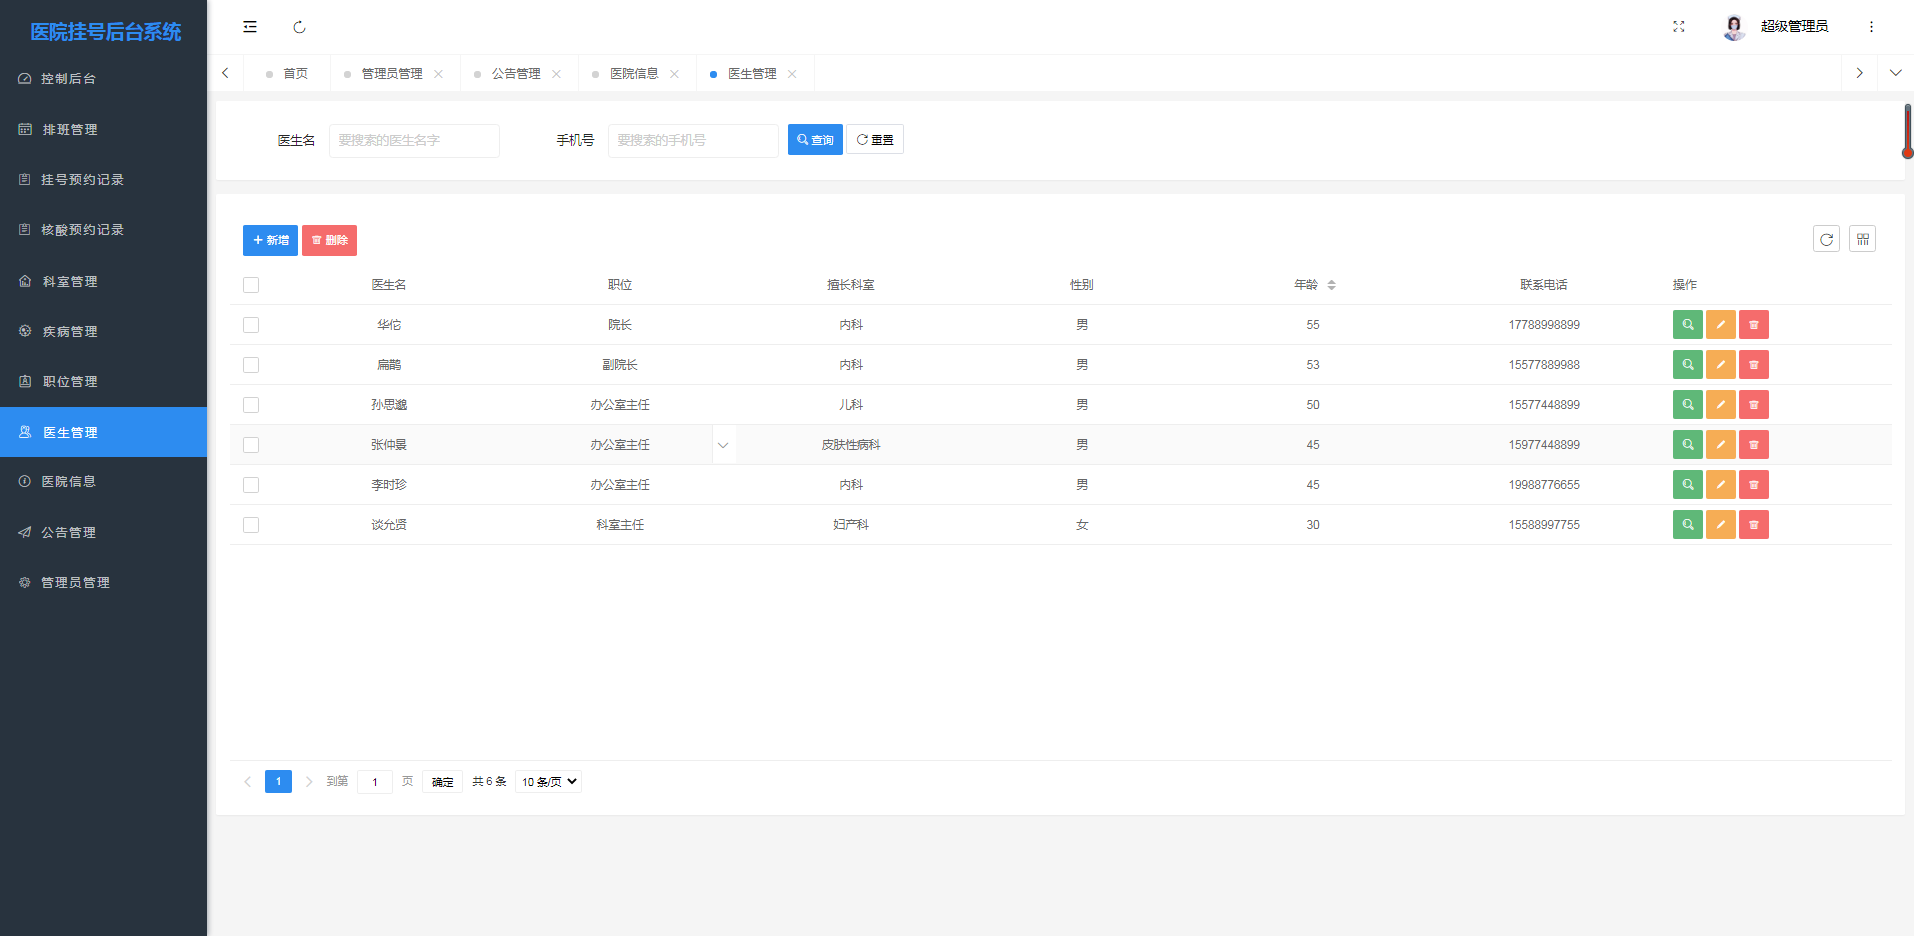 医院挂号后台系统
超级管理员
控制后台
排班管理
挂号预约记录
核酸预约记录
科室管理
疾病管理
职位管理
医生管理
医院信息
公告管理
管理员管理
首页 管理员管理 公告管理 医院信息 医生管理
医生名 要搜索的医生名字 手机号 要搜索的手机号 查询 重置
新增 删除
医生名 职位 擅长科室 性别 年龄 联系电话 操作
华佗 院长 内科 男 55 17788998899
扁鹊 副院长 内科 男 53 15577889988
孙思邈 办公室主任 儿科 男 50 15577448899
张仲景 办公室主任 皮肤性病科 男 45 15977448899
李时珍 办公室主任 内科 男 45 19988776655
谈允贤 科室主任 妇产科 女 30 15588997755
1 到第 1 页 确定 共 6 条 10 条/页